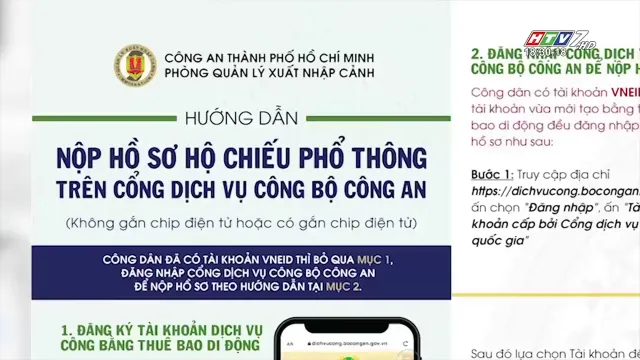 CÔNG AN THÀNH PHỐ HỒ CHÍ MINH
PHÒNG QUẢN LÝ XUẤT NHẬP CẢNH
HƯỚNG DẪN
NỘP HỒ SƠ HỘ CHIẾU PHỔ THÔNG
TRÊN CỔNG DỊCH VỤ CÔNG BỘ CÔNG AN
(Không gắn chip điện tử hoặc có gắn chip điện tử)
CÔNG DÂN ĐÃ CÓ TÀI KHOẢN VNEID THÌ BỎ QUA MỤC 1,
ĐĂNG NHẬP CỔNG DỊCH VỤ CÔNG BỘ CÔNG AN
ĐỂ NỘP HỒ SƠ THEO HƯỚNG DẪN TẠI MỤC 2.
1. ĐĂNG KÝ TÀI KHOẢN DỊCH VỤ
CÔNG BẰNG THUÊ BAO DI ĐỘNG
dichvucong.bocongan.gov.vn
HTV7 HD
18:30:18
2. ĐĂNG NHẬP CỔNG DỊCH V
CÔNG BỘ CÔNG AN ĐỂ NỘP H
Công dân có tài khoản VNEID
tài khoản vừa mới tạo bằng t
bao di động đều đăng nhập
hồ sơ như sau:
Bước 1: Truy cập địa chỉ
https://dichvucong.bocongan.
ấn chọn "Đăng nhập", ấn "Tà
khoản cấp bởi Cổng dịch vụ
quốc gia"
Sau đó lựa chọn Tài khoản đ